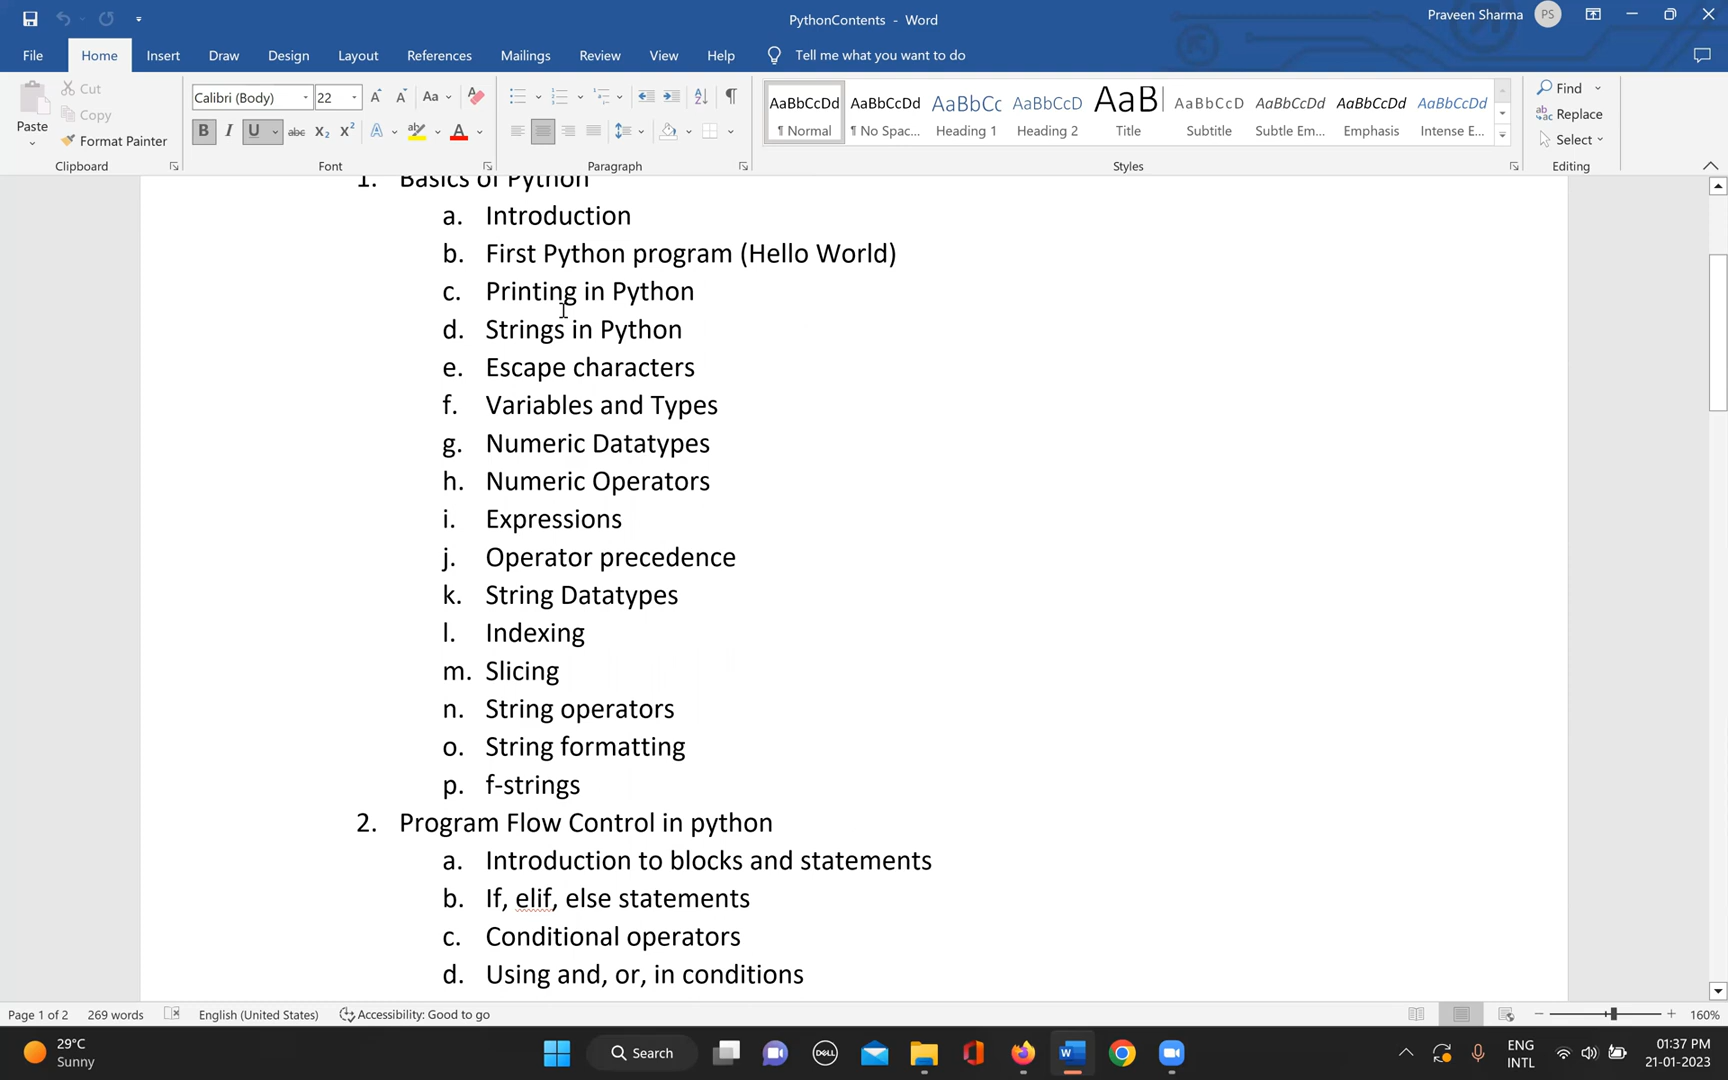 PythonContents - Word
Praveen Sharma PS
File Home Insert Draw Design Layout References Mailings Review View Help Tell me what you want to do
Paste
Cut
Copy
Format Painter
Clipboard
Calibri (Body) 22
Font
Paragraph
AaBbCcDd AaBbCcDd AaBbCc AaBbCcD AaB AaBbCcD AaBbCcDd AaBbCcDd AaBbCcDd
¶ Normal ¶ No Spac... Heading 1 Heading 2 Title Subtitle Subtle Em... Emphasis Intense E...
Styles
Find
Replace
Select
Editing
1. Basics of Python
a. Introduction
b. First Python program (Hello World)
c. Printing in Python
d. Strings in Python
e. Escape characters
f. Variables and Types
g. Numeric Datatypes
h. Numeric Operators
i. Expressions
j. Operator precedence
k. String Datatypes
l. Indexing
m. Slicing
n. String operators
o. String formatting
p. f-strings
2. Program Flow Control in python
a. Introduction to blocks and statements
b. If, elif, else statements
c. Conditional operators
d. Using and, or, in conditions
Page 1 of 2 269 words English (United States) Accessibility: Good to go 160%
29°C
Sunny
Search
DELL
ENG
INTL
01:37 PM
21-01-2023